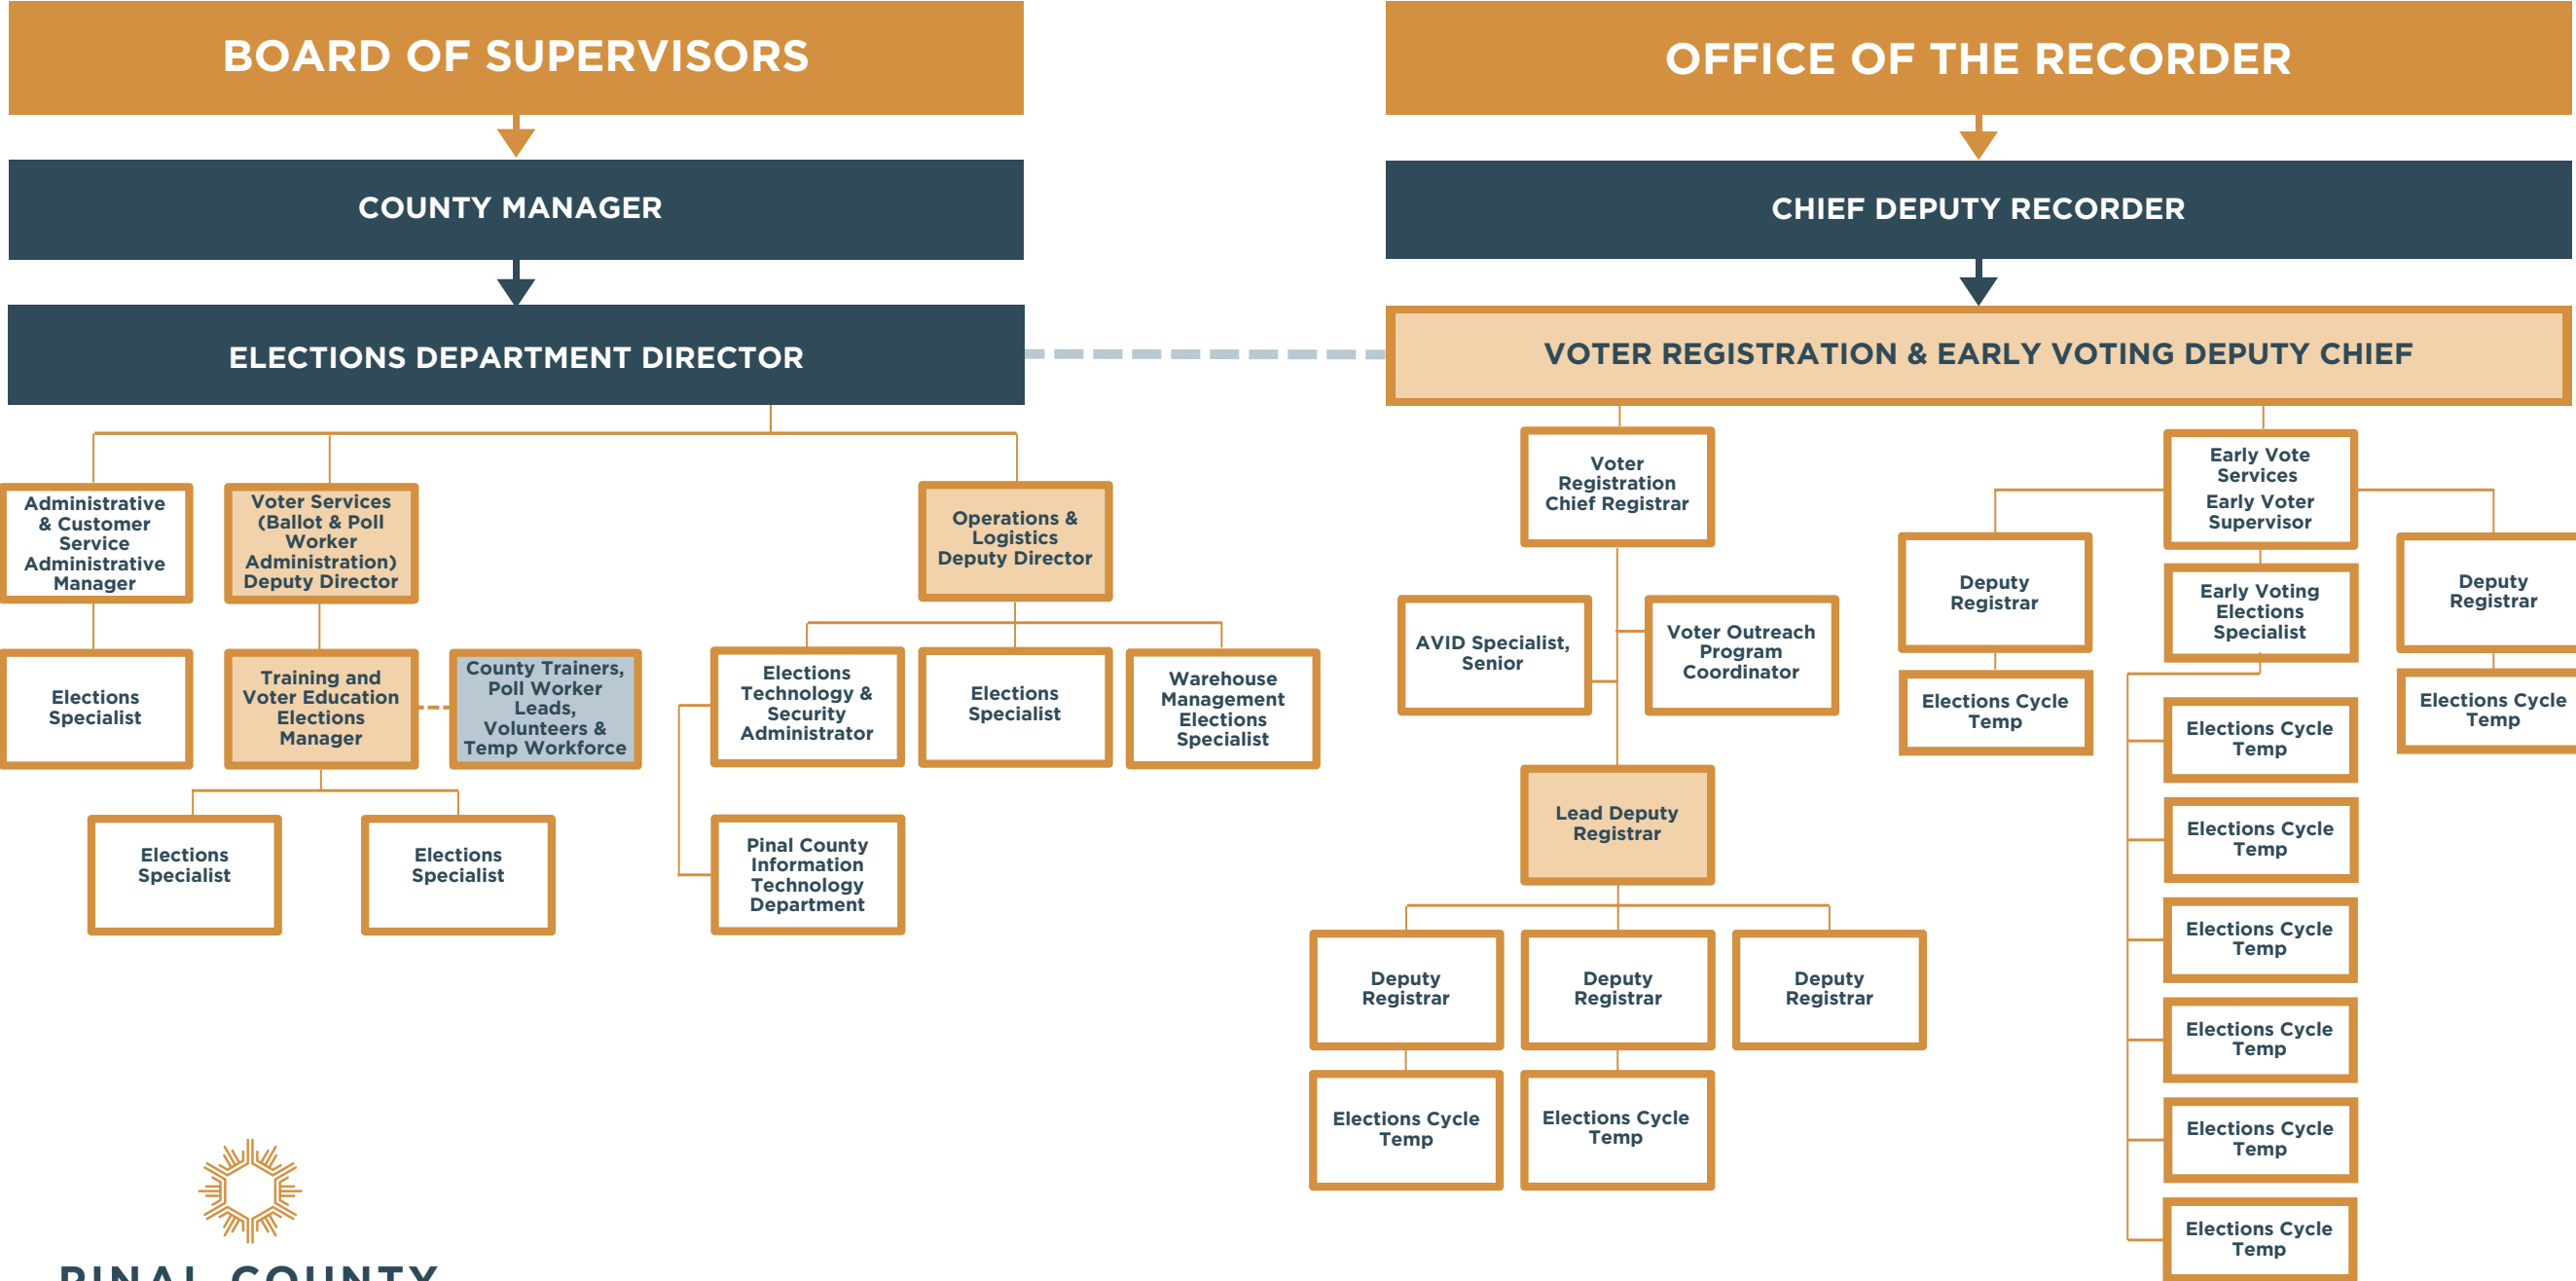 BOARD OF SUPERVISORS
COUNTY MANAGER
ELECTIONS DEPARTMENT DIRECTOR
Administrative
& Customer
Service
Administrative
Manager
Elections
Specialist
Voter Services
(Ballot & Poll
Worker
Administration)
Deputy Director
Training and
Voter Education
Elections
Manager
County Trainers,
Poll Worker
Leads,
Volunteers &
Temp Workforce
Elections
Specialist
Elections
Specialist
Operations &
Logistics
Deputy Director
Elections
Technology &
Security
Administrator
Elections
Specialist
Warehouse
Management
Elections
Specialist
Pinal County
Information
Technology
Department
OFFICE OF THE RECORDER
CHIEF DEPUTY RECORDER
VOTER REGISTRATION & EARLY VOTING DEPUTY CHIEF
Voter
Registration
Chief Registrar
AVID Specialist,
Senior
Voter Outreach
Program
Coordinator
Lead Deputy
Registrar
Deputy
Registrar
Deputy
Registrar
Deputy
Registrar
Elections Cycle
Temp
Elections Cycle
Temp
Early Vote
Services
Early Voter
Supervisor
Deputy
Registrar
Elections Cycle
Temp
Early Voting
Elections
Specialist
Deputy
Registrar
Elections Cycle
Temp
Elections Cycle
Temp
Elections Cycle
Temp
Elections Cycle
Temp
Elections Cycle
Temp
Elections Cycle
Temp
Elections Cycle
Temp
PINAL COUNTY